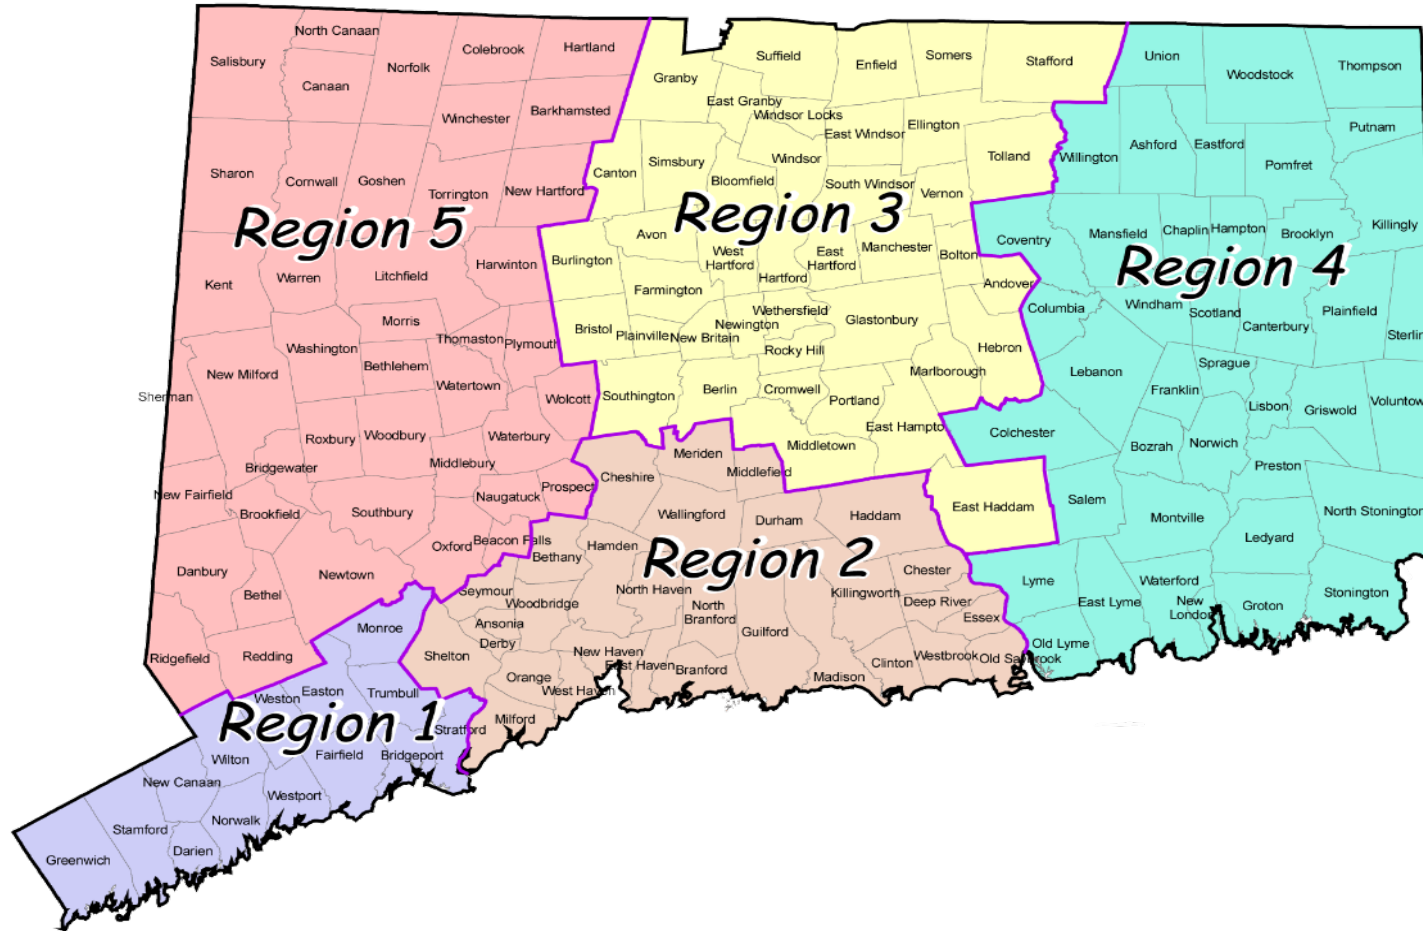 North Canaan
Colebrook
Hartland
Salisbury
Norfolk
Canaan
Winchester
Barkhamsted
Sharon
Cornwall
Goshen
Torrington
New Hartford
Region 5
Kent
Warren
Litchfield
Harwinton
Morris
Washington
Thomaston
Plymouth
Bethlehem
New Milford
Watertown
Sherman
Wolcott
Roxbury
Woodbury
Waterbury
Bridgewater
Middlebury
New Fairfield
Naugatuck
Prospect
Brookfield
Southbury
Oxford
Beacon Falls
Danbury
Newtown
Bethel
Ridgefield
Redding
Suffield
Enfield
Somers
Stafford
Granby
East Granby
Windsor Locks
East Windsor
Ellington
Tolland
Canton
Simsbury
Windsor
Bloomfield
South Windsor
Vernon
Region 3
Avon
West
Hartford
Hartford
East
Hartford
Manchester
Bolton
Burlington
Andover
Farmington
Wethersfield
Glastonbury
Bristol
Plainville
New Britain
Newington
Rocky Hill
Hebron
Marlborough
Southington
Berlin
Cromwell
Portland
East Hampto
Middletown
East Haddam
Union
Woodstock
Thompson
Putnam
Willington
Ashford
Eastford
Pomfret
Coventry
Mansfield
Chaplin
Hampton
Brooklyn
Killingly
Region 4
Columbia
Windham
Scotland
Canterbury
Plainfield
Sterlin
Lebanon
Sprague
Franklin
Lisbon
Griswold
Voluntow
Colchester
Bozrah
Norwich
Preston
Salem
Montville
North Stonington
Ledyard
Lyme
Waterford
East Lyme
New
London
Groton
Stonington
Old Lyme
Meriden
Middlefield
Cheshire
Wallingford
Durham
Haddam
Hamden
Bethany
Region 2
Chester
Seymour
Woodbridge
North Haven
Killingworth
Deep River
North
Branford
Essex
Ansonia
Derby
Guilford
Shelton
New Haven
East Haven
Branford
Clinton
Westbrook
Old Saybrook
Orange
West Haven
Madison
Milford
Monroe
Weston
Easton
Trumbull
Region 1
Stratford
Wilton
Fairfield
Bridgeport
New Canaan
Westport
Norwalk
Stamford
Darien
Greenwich